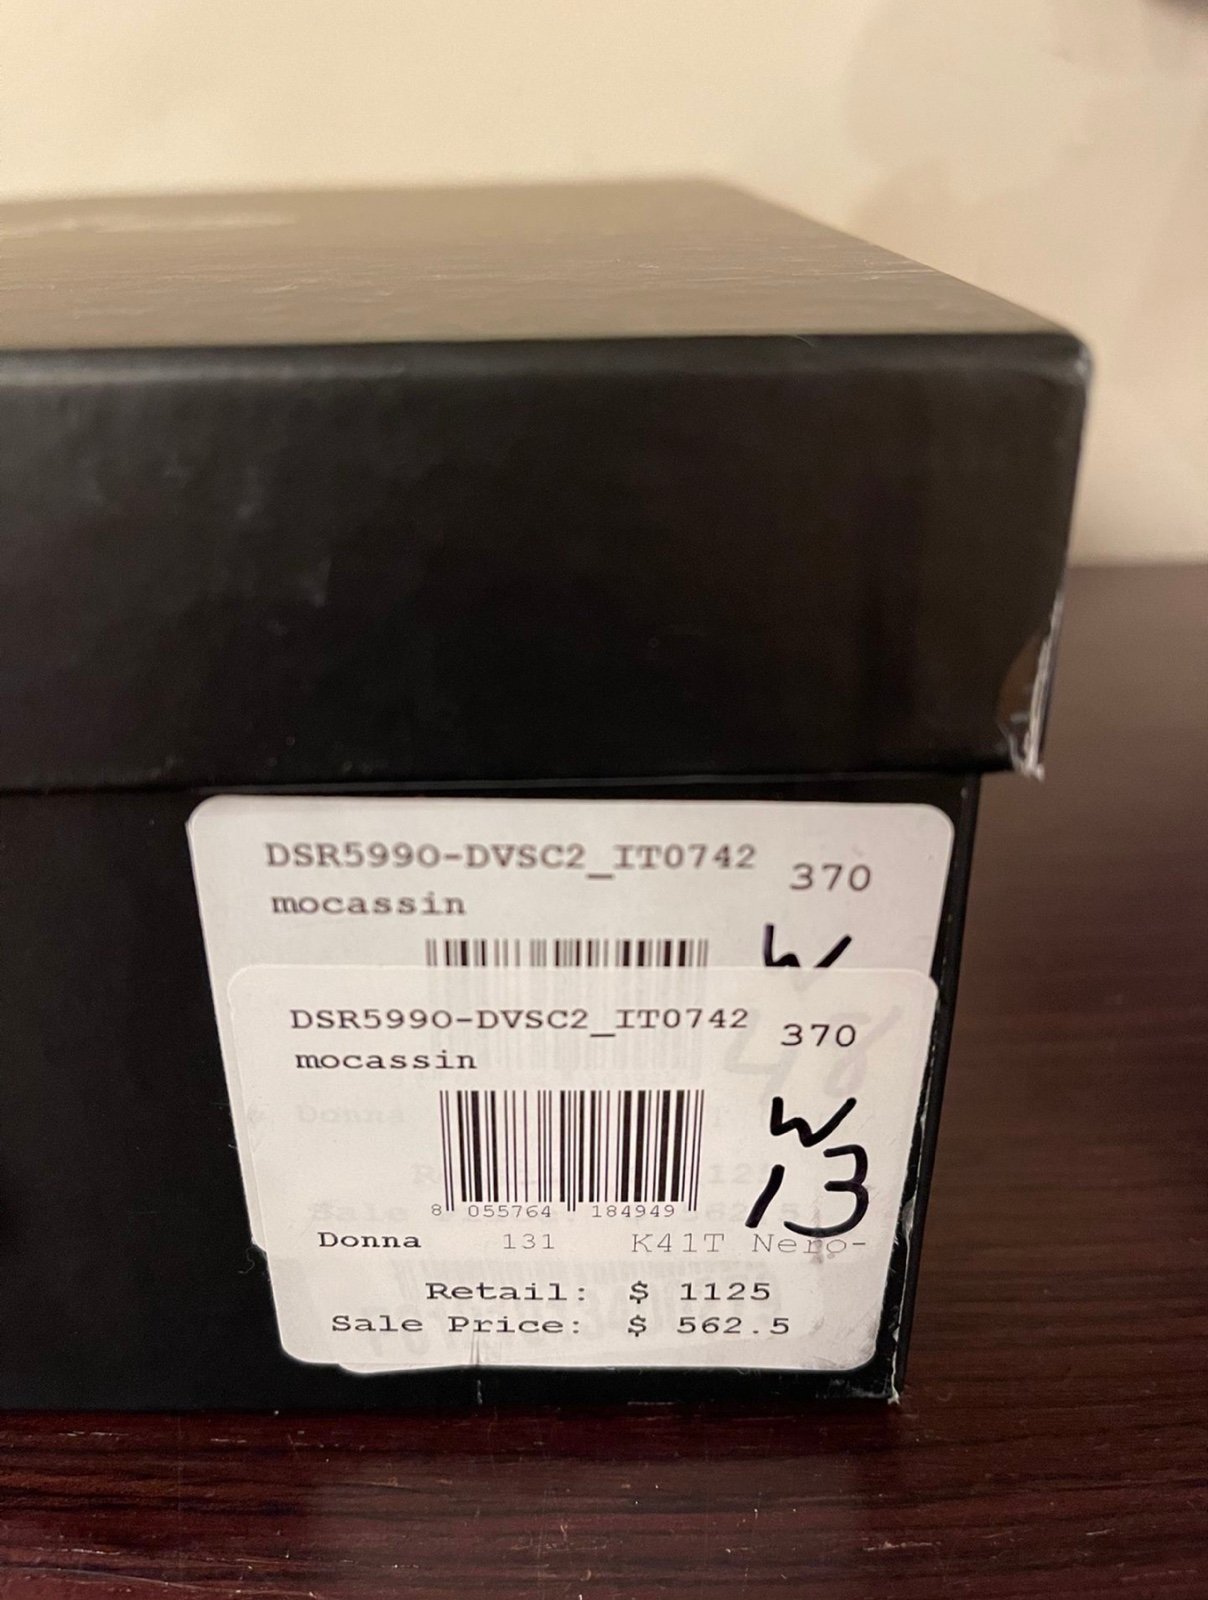 DSR5990-DVSC2_IT0742 370
mocassin
W
DSR5990-DVSC2_IT0742 370
mocassin
W
13
8 055764 184949
Donna 131 K41T Nero-
Retail: $ 1125
Sale Price: $ 562.5